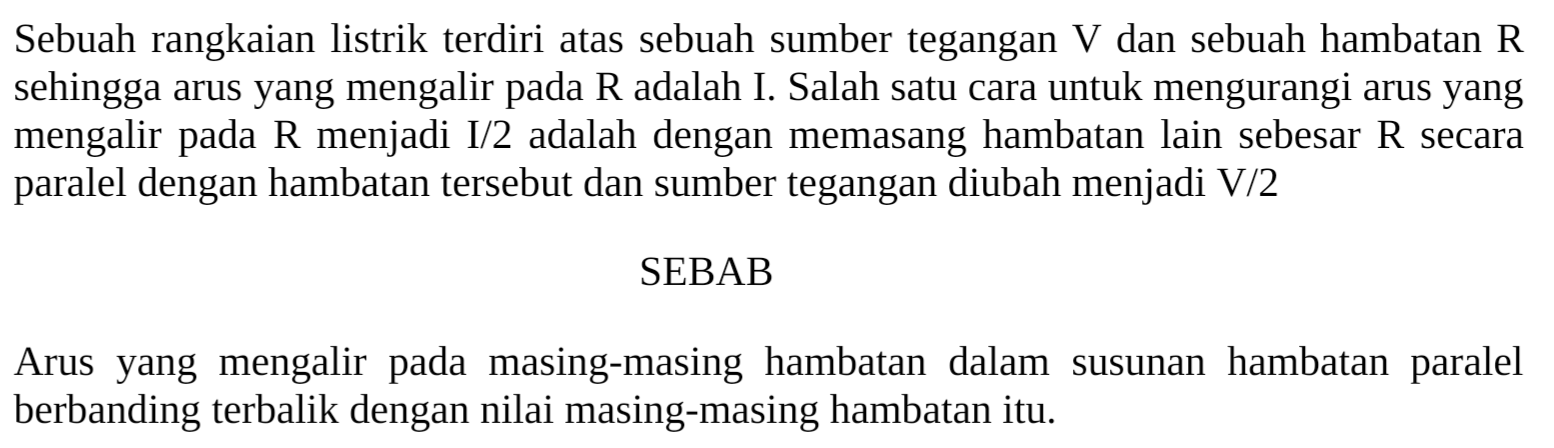 Sebuah rangkaian listrik terdiri atas sebuah sumber tegangan V dan sebuah hambatan R
sehingga arus yang mengalir pada R adalah I. Salah satu cara untuk mengurangi arus yang
mengalir pada R menjadi I/2 adalah dengan memasang hambatan lain sebesar R secara
paralel dengan hambatan tersebut dan sumber tegangan diubah menjadi V/2
SEBAB
Arus yang mengalir pada masing-masing hambatan dalam susunan hambatan paralel
berbanding terbalik dengan nilai masing-masing hambatan itu.